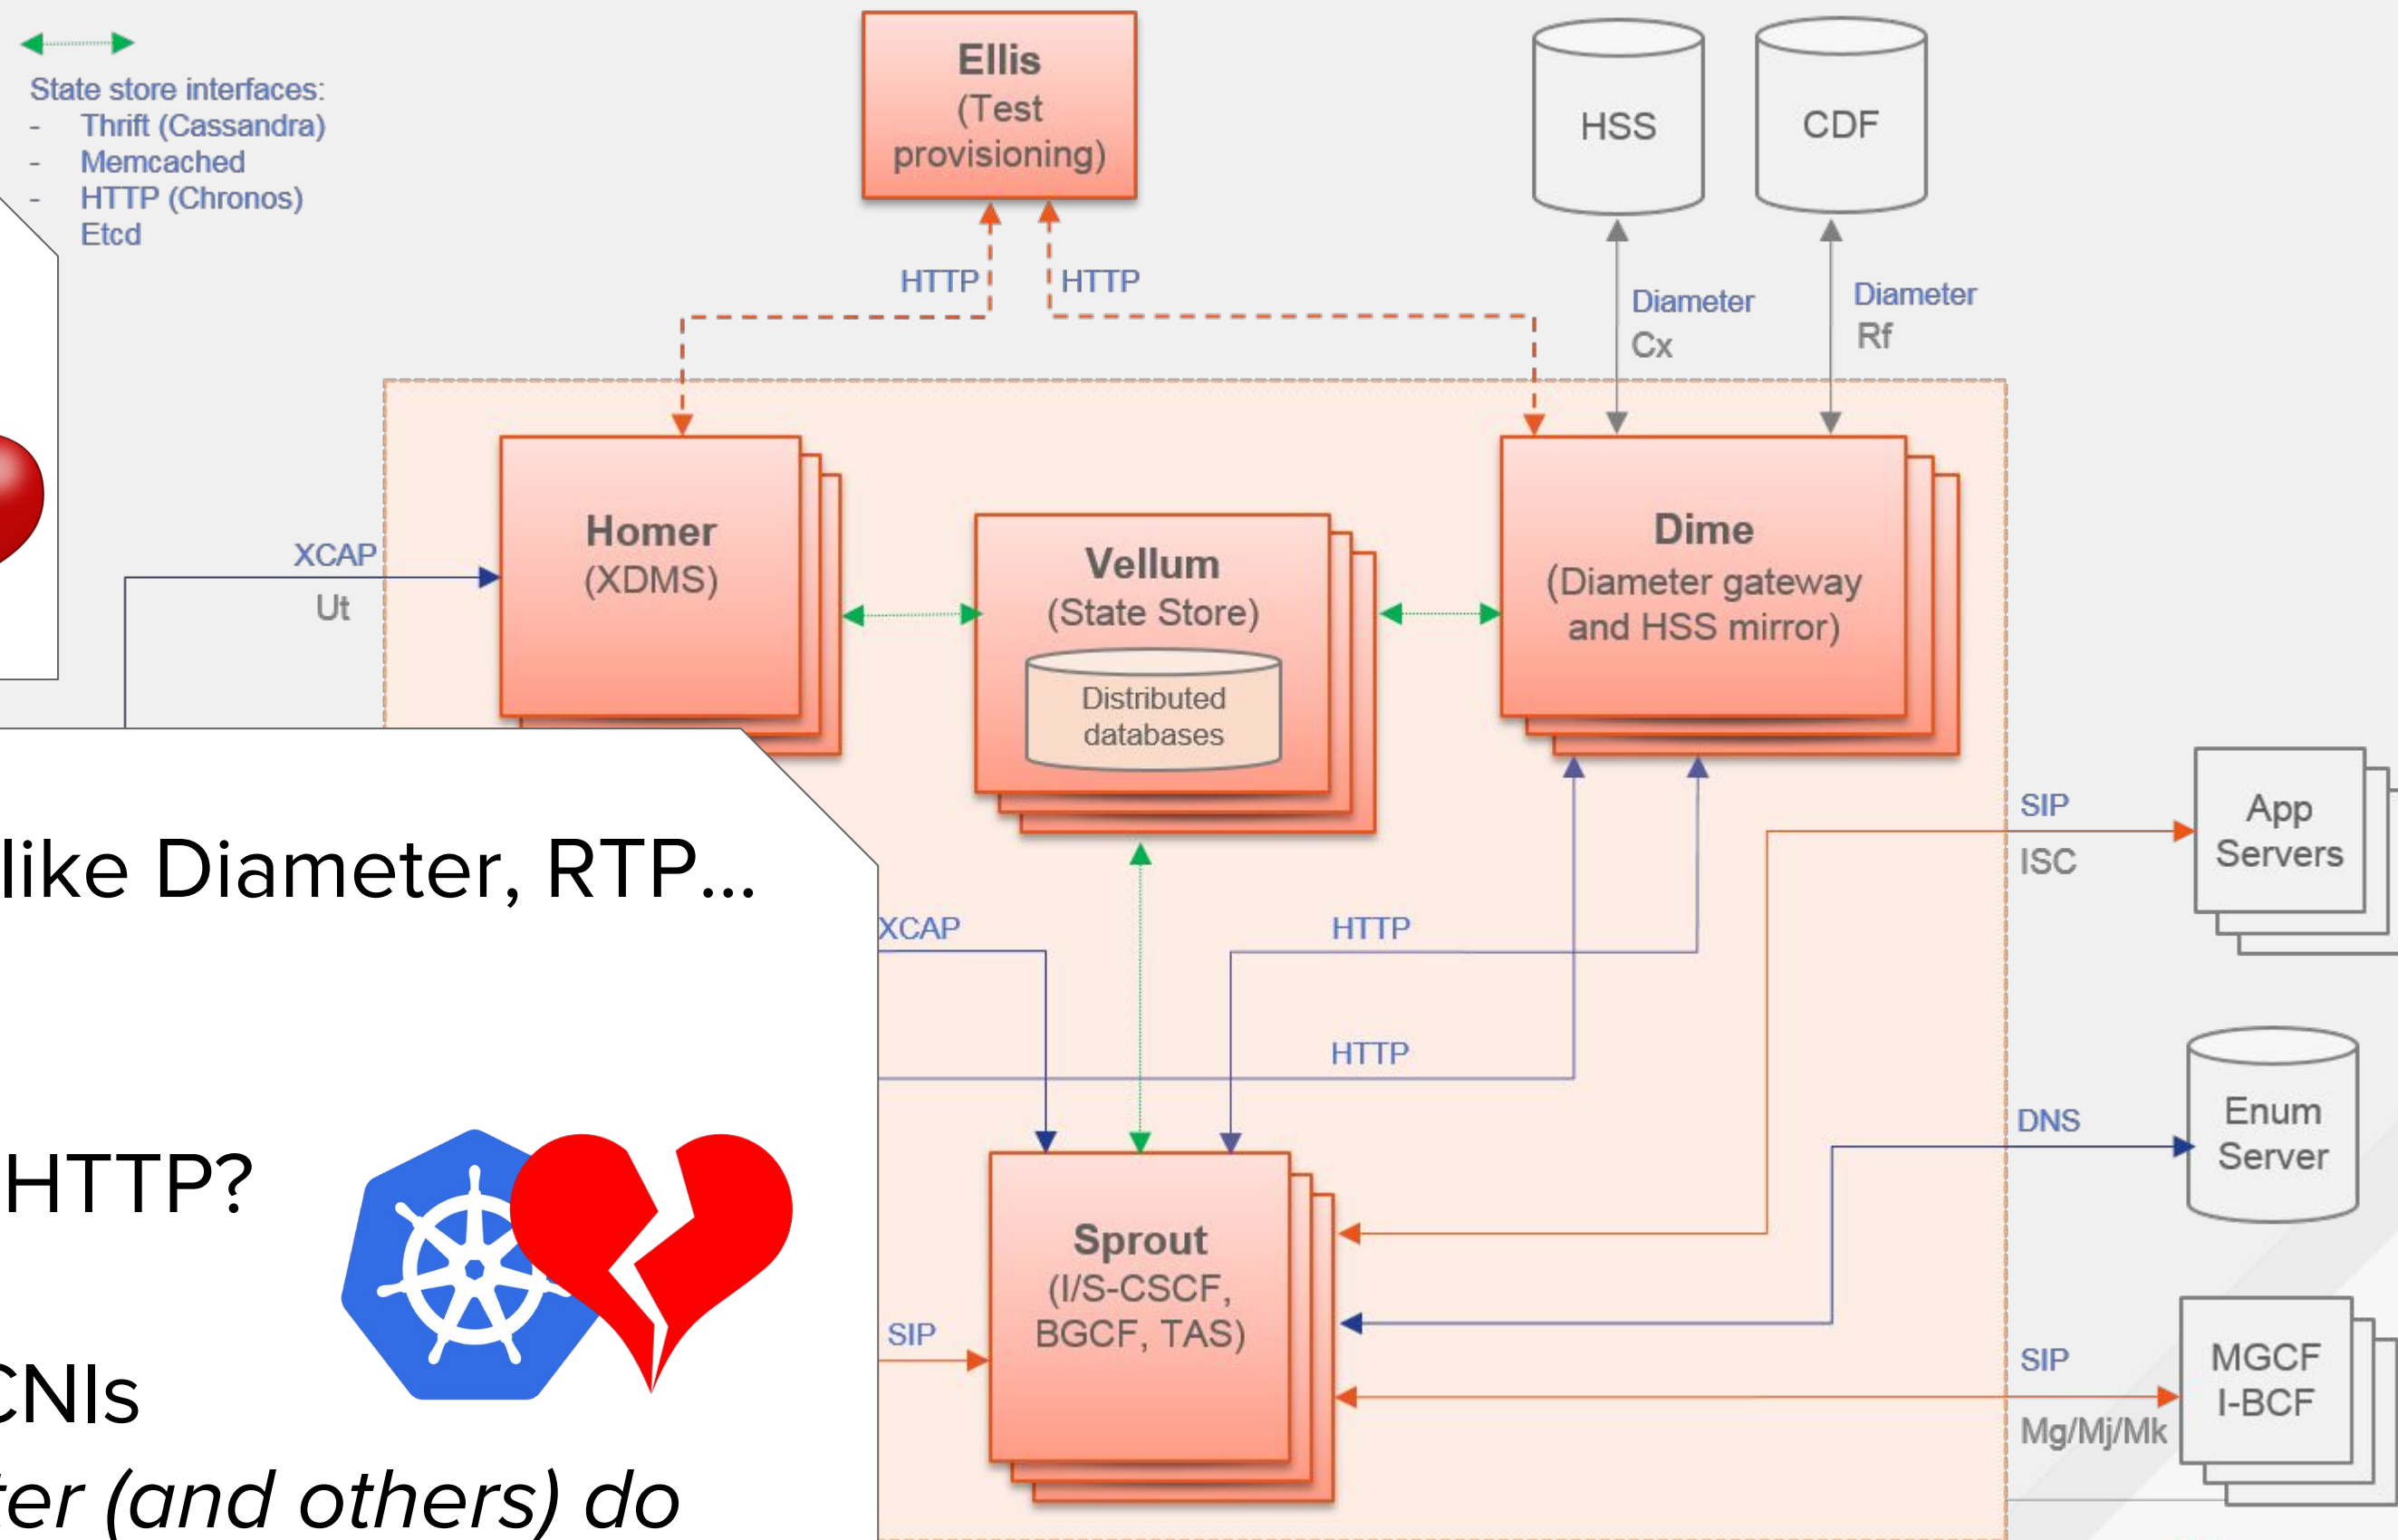 State store interfaces:
- Thrift (Cassandra)
- Memcached
- HTTP (Chronos)
Etcd
Ellis
(Test
provisioning)
HSS
CDF
HTTP
HTTP
Diameter
Cx
Diameter
Rf
XCAP
Ut
Homer
(XDMS)
Vellum
(State Store)
Distributed
databases
Dime
(Diameter gateway
and HSS mirror)
SIP
ISC
App
Servers
like Diameter, RTP...
XCAP
HTTP
HTTP
HTTP?
DNS
Enum
Server
Sprout
(I/S-CSCF,
BGCF, TAS)
SIP
CNIs
SIP
Mg/Mj/Mk
MGCF
I-BCF
(and others) do